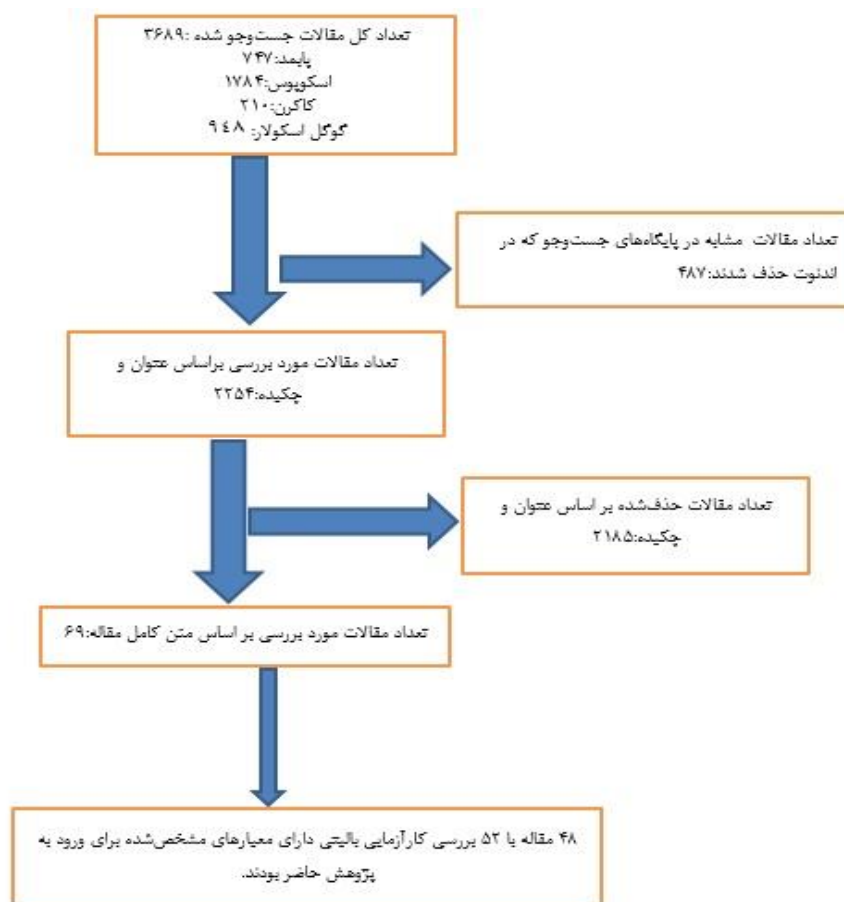 تعداد کل مقالات جست‌وجو شده :۳۶۸۹
پابمد:۷۴۷
اسکوپوس:۱۷۸۴
کاکرن:۲۱۰
گوگل اسکولار: ٩٤٨
تعداد مقالات مشابه در پایگاه‌های جست‌وجو که در
اندنوت حذف شدند:۴۸۷
تعداد مقالات مورد بررسی براساس عنوان و
چکیده:۲۲۵۴
تعداد مقالات حذف‌شده بر اساس عنوان و
چکیده:۲۱۸۵
تعداد مقالات مورد بررسی بر اساس متن کامل مقاله:۶۹
۴۸ مقاله با ۵۲ بررسی کارآزمایی بالینی دارای معیارهای مشخص‌شده برای ورود به
پژوهش حاضر بودند.